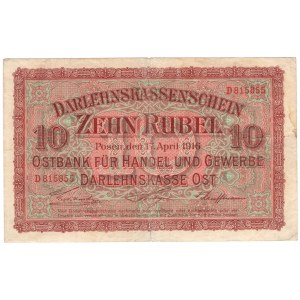 D815855
DARLEHNSKASSENSCHEIN
10 ZEHN RUBEL 10
Posen, den 17. April 1916
OSTBANK FÜR HANDEL UND GEWERBE
D815855 DARLEHNSKASSE OST